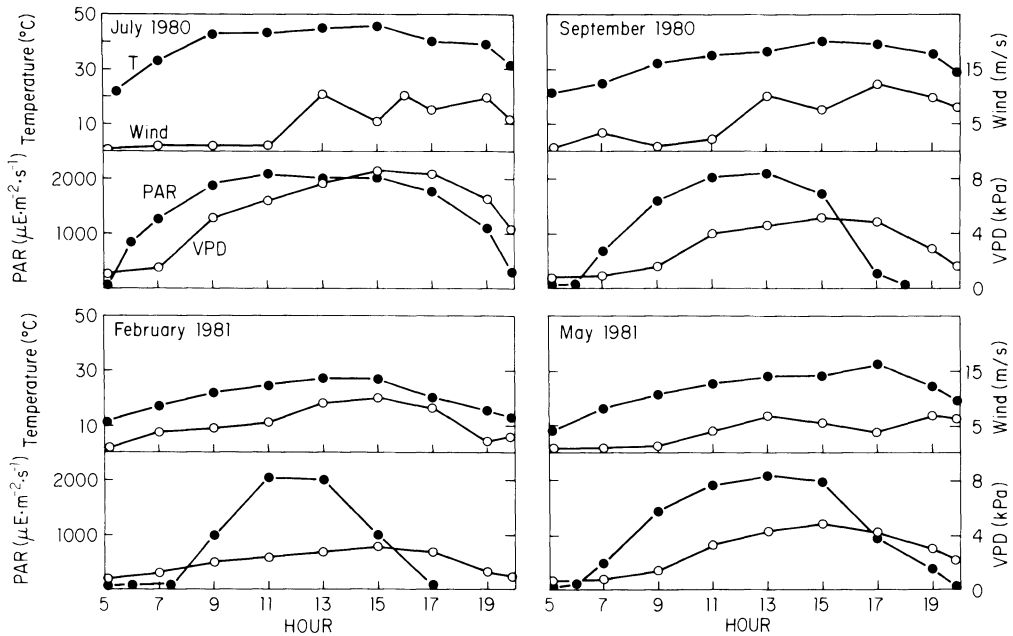 July 1980
September 1980
Temperature (°C)
50
30
10
T
Wind
15
5
Wind (m/s)
PAR (μE·m⁻²·s⁻¹)
2000
1000
PAR
VPD
8
4
0
VPD (kPa)
February 1981
May 1981
Temperature (°C)
50
30
10
15
5
Wind (m/s)
PAR (μE·m⁻²·s⁻¹)
2000
1000
8
4
0
VPD (kPa)
5 7 9 11 13 15 17 19
5 7 9 11 13 15 17 19
HOUR
HOUR